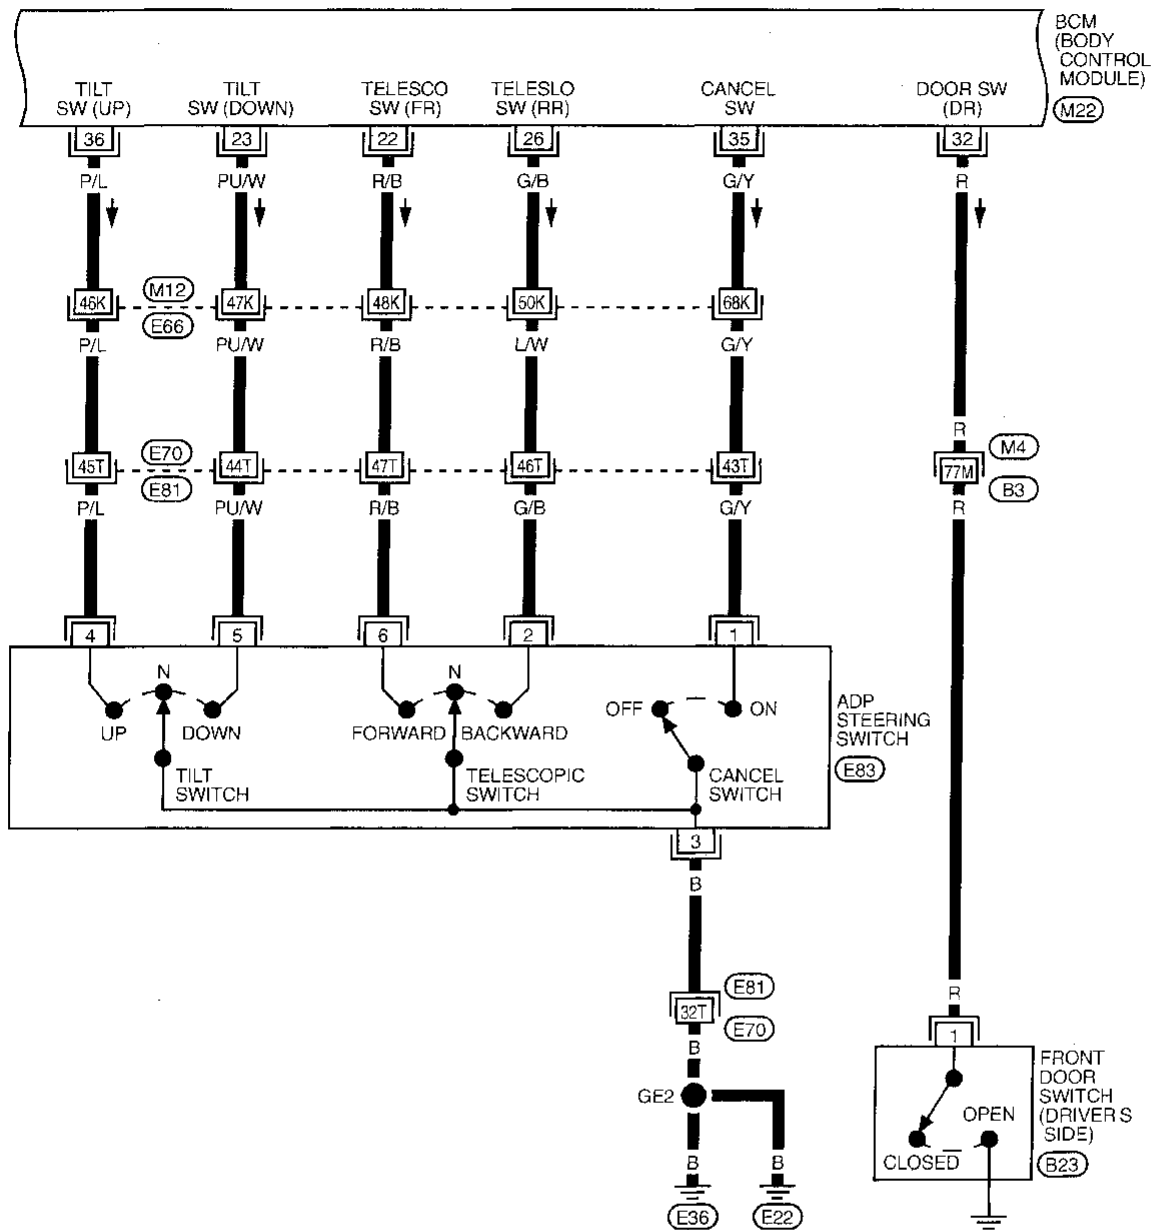 BCM
(BODY
CONTROL
MODULE)
M22
TILT
SW (UP)
TILT
SW (DOWN)
TELESCO
SW (FR)
TELESLO
SW (RR)
CANCEL
SW
DOOR SW
(DR)
36 23 22 26 35 32
P/L PU/W R/B G/B G/Y R
46K M12 47K 48K 50K 68K
E66
P/L PU/W R/B L/W G/Y
R
M4
45T E70 44T 47T 46T 43T 77M
E81 B3
P/L PU/W R/B G/B G/Y R
4 5 6 2 1
N N
OFF ON
UP DOWN FORWARD BACKWARD
TILT
SWITCH
TELESCOPIC
SWITCH
CANCEL
SWITCH
ADP
STEERING
SWITCH
E83
3
B
E81
32T
E70
B
GE2
B B
E36 E22
R
1
FRONT
DOOR
SWITCH
(DRIVER S
SIDE)
B23
OPEN
CLOSED